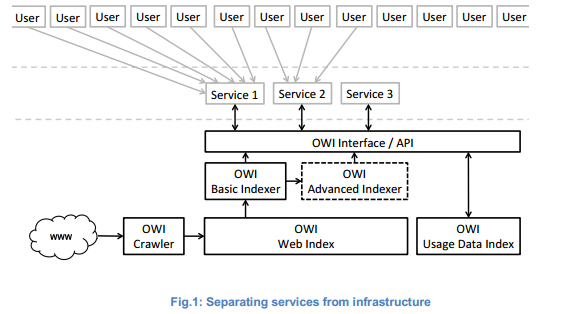 User User User User User User User User User User User User
Service 1 Service 2 Service 3
OWI Interface / API
OWI
Basic Indexer
OWI
Advanced Indexer
www
OWI
Crawler
OWI
Web Index
OWI
Usage Data Index
Fig.1: Separating services from infrastructure